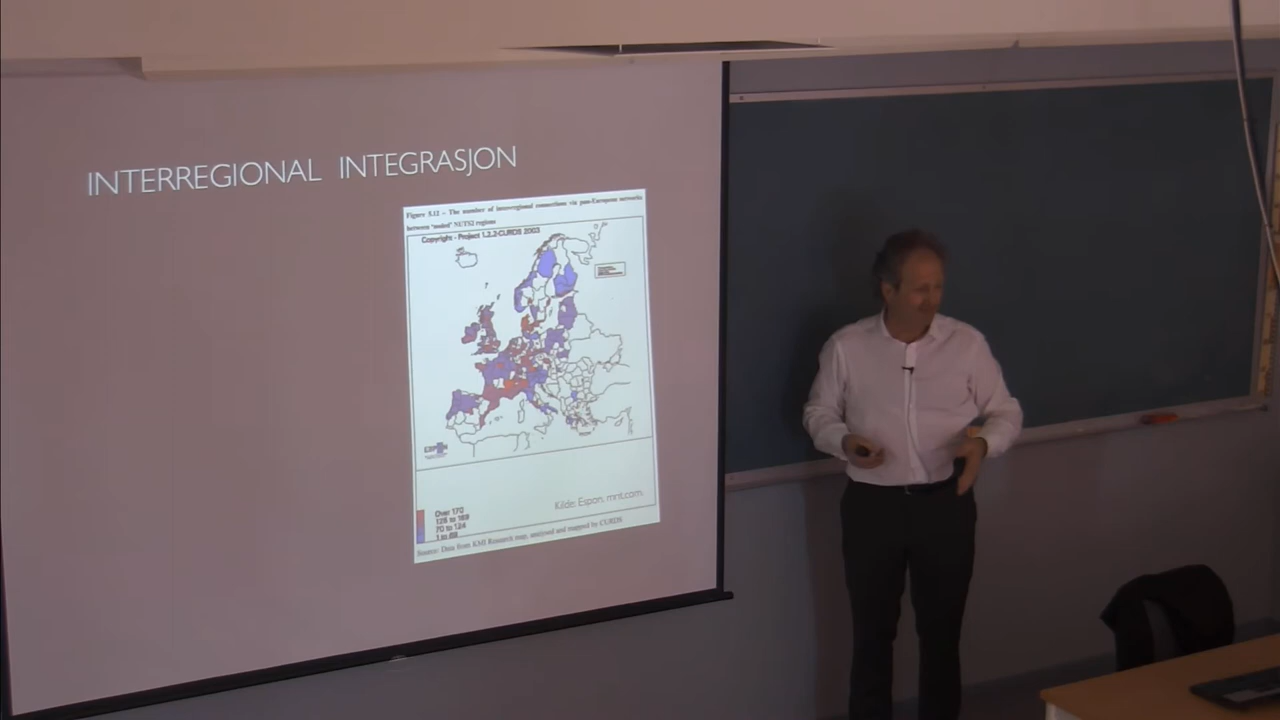 INTERREGIONAL INTEGRASJON
Figure 5.12 – The number of interregional connections via pan-European networks
between "noded" NUTS2 regions
Copyright - Project 1.2.2-CURDS 2003
ESPON
Kilde: Espon, mnt.com.
Over 170
125 to 169
70 to 124
1 to 69
Source: Data from KMI Research map, analysed and mapped by CURDS